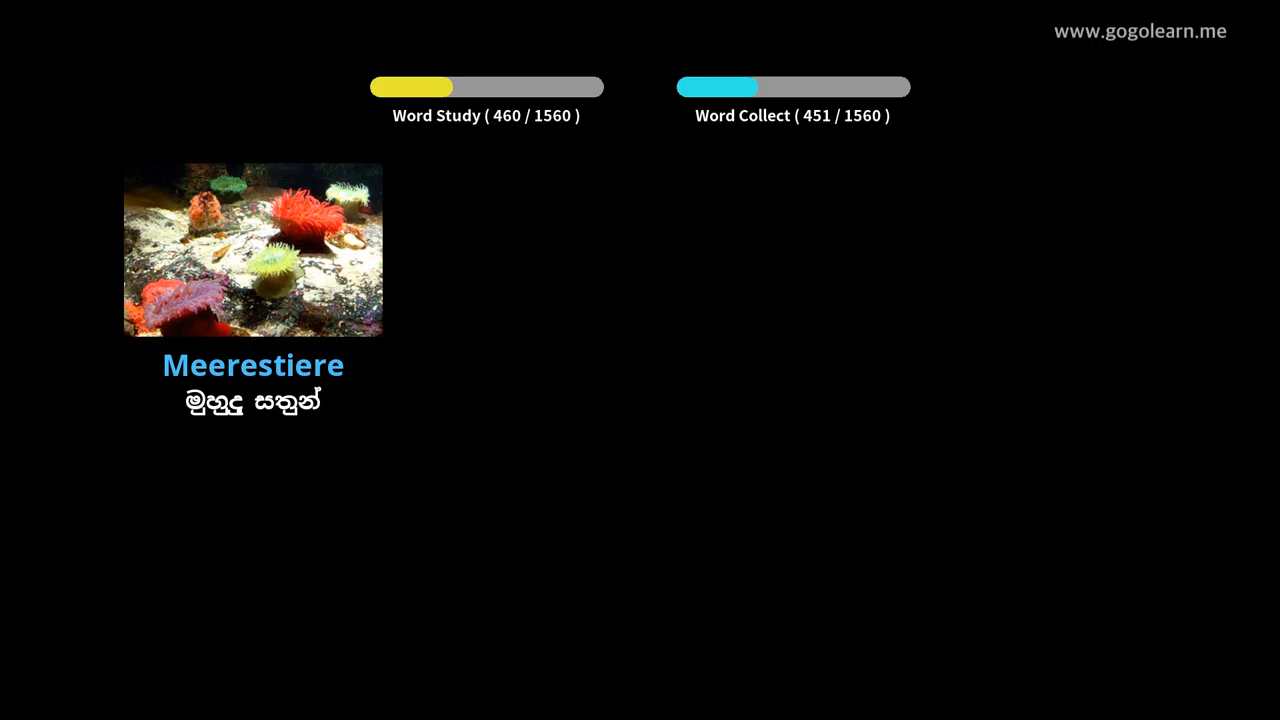 www.gogolearn.me
Word Study ( 460 / 1560 )
Word Collect ( 451 / 1560 )
Meerestiere
මුහුදු සතුන්